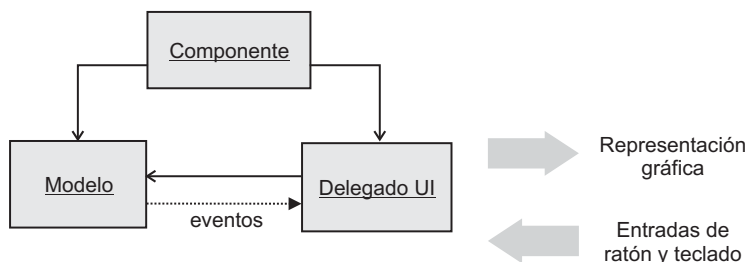 Componente
Modelo
Delegado UI
eventos
Representación
gráfica
Entradas de
ratón y teclado